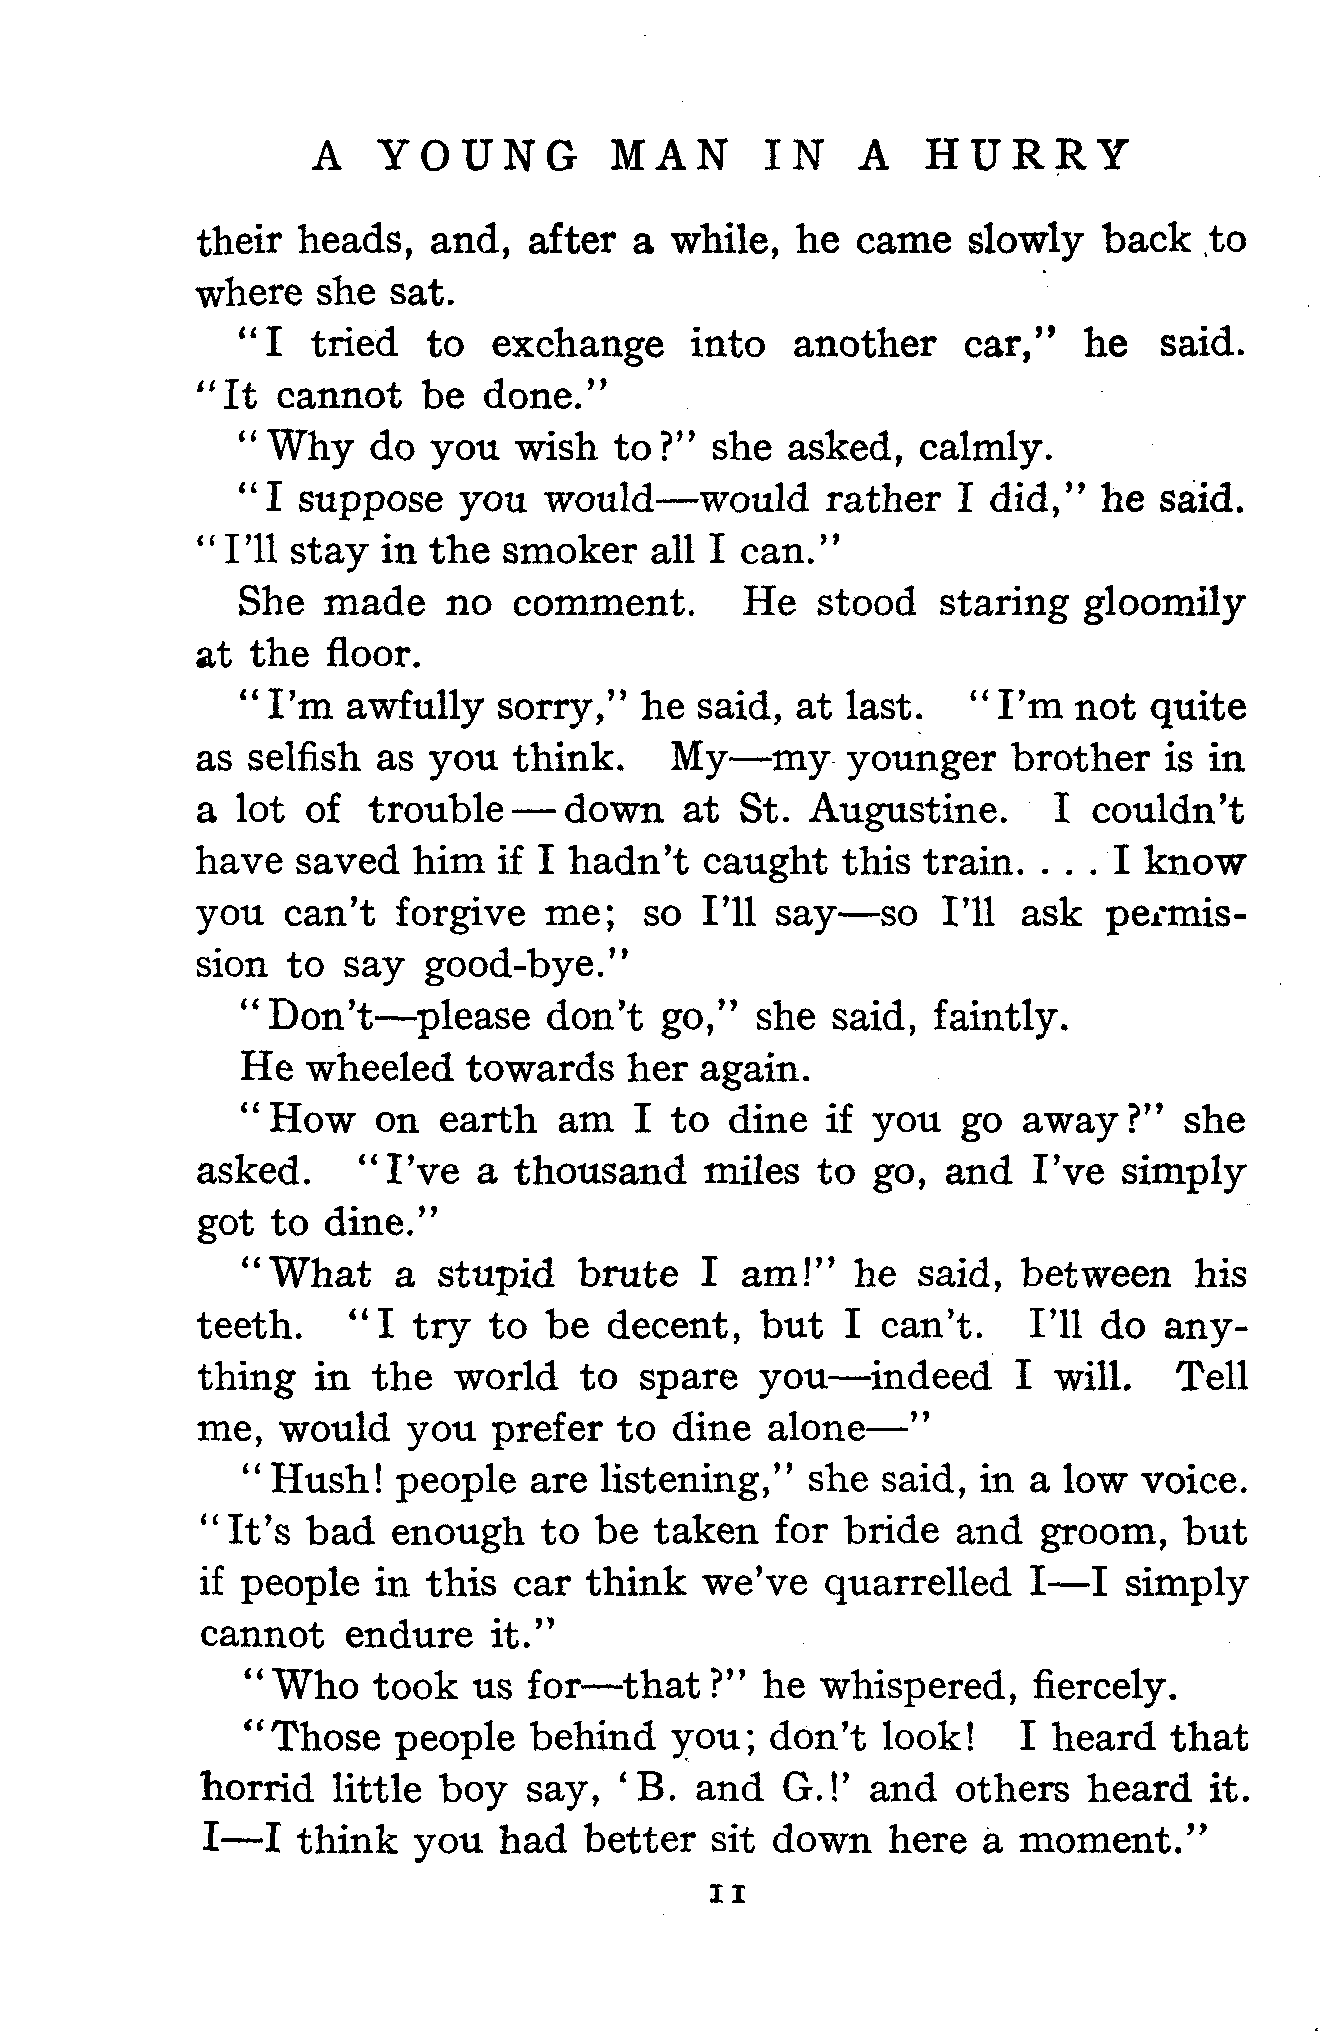 A YOUNG MAN IN A HURRY
their heads, and, after a while, he came slowly back to
where she sat.
"I tried to exchange into another car," he said.
"It cannot be done."
"Why do you wish to?" she asked, calmly.
"I suppose you would—would rather I did," he said.
"I'll stay in the smoker all I can."
She made no comment. He stood staring gloomily
at the floor.
"I'm awfully sorry," he said, at last. "I'm not quite
as selfish as you think. My—my younger brother is in
a lot of trouble—down at St. Augustine. I couldn't
have saved him if I hadn't caught this train. . . . I know
you can't forgive me; so I'll say—so I'll ask permis-
sion to say good-bye."
"Don't—please don't go," she said, faintly.
He wheeled towards her again.
"How on earth am I to dine if you go away?" she
asked. "I've a thousand miles to go, and I've simply
got to dine."
"What a stupid brute I am!" he said, between his
teeth. "I try to be decent, but I can't. I'll do any-
thing in the world to spare you—indeed I will. Tell
me, would you prefer to dine alone—"
"Hush! people are listening," she said, in a low voice.
"It's bad enough to be taken for bride and groom, but
if people in this car think we've quarrelled I—I simply
cannot endure it."
"Who took us for—that?" he whispered, fiercely.
"Those people behind you; don't look! I heard that
horrid little boy say, 'B. and G.!' and others heard it.
I—I think you had better sit down here a moment."
11